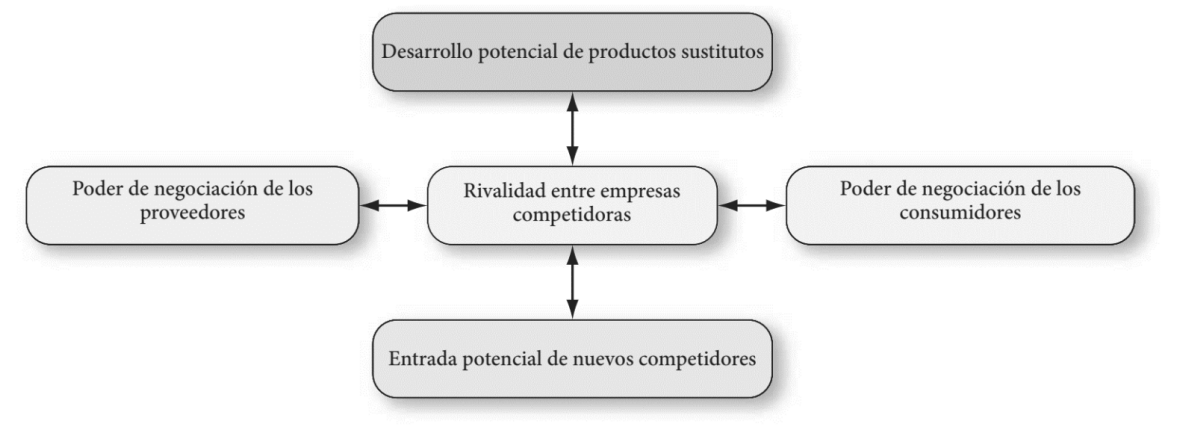 Desarrollo potencial de productos sustitutos
Poder de negociación de los
proveedores
Rivalidad entre empresas
competidoras
Poder de negociación de los
consumidores
Entrada potencial de nuevos competidores